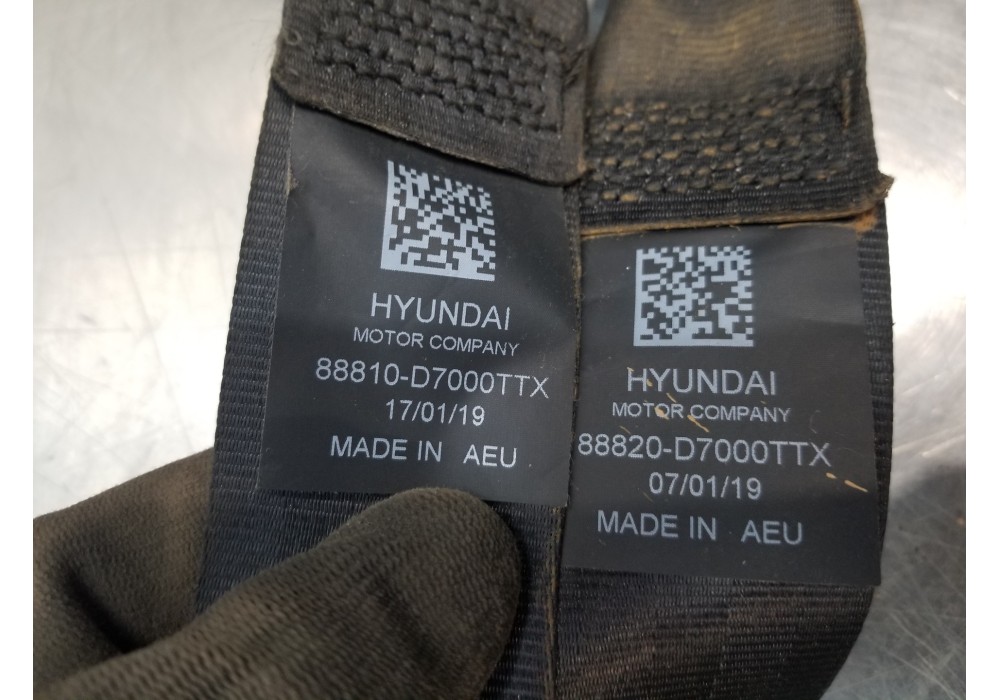 HYUNDAI
MOTOR COMPANY
88810-D7000TTX
17/01/19
MADE IN AEU
HYUNDAI
MOTOR COMPANY
88820-D7000TTX
07/01/19
MADE IN AEU